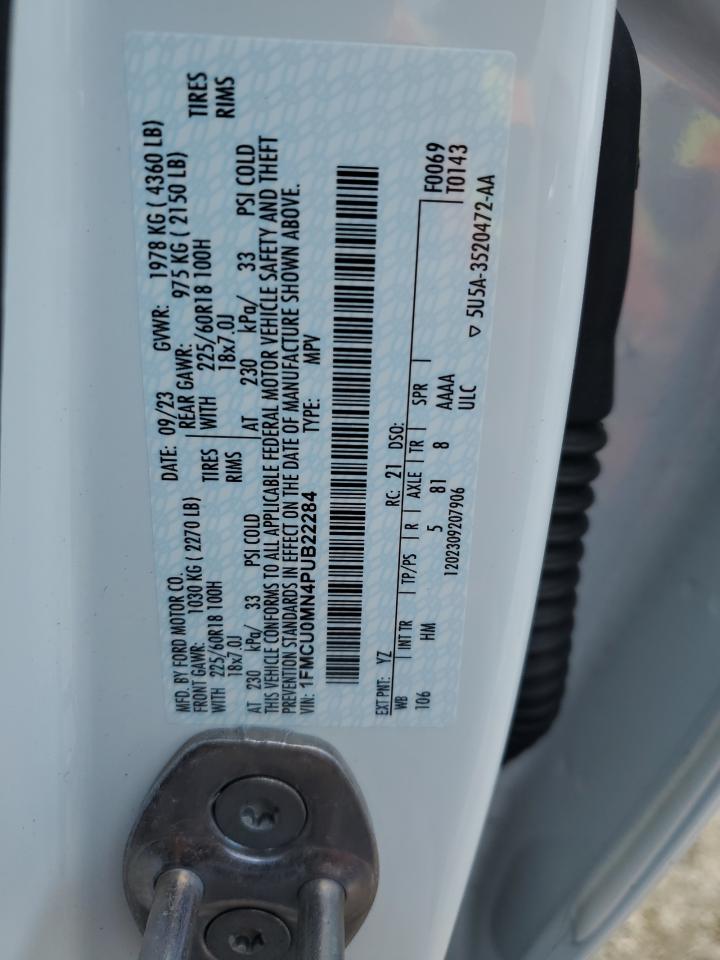 MFD. BY FORD MOTOR CO.
DATE: 09/23 GVWR: 1978 KG ( 4360 LB)
FRONT GAWR: 1030 KG ( 2270 LB) REAR GAWR: 975 KG ( 2150 LB)
WITH 225/60R18 100H TIRES WITH 225/60R18 100H TIRES
18x7.0J RIMS 18x7.0J RIMS
AT 230 kPa/ 33 PSI COLD AT 230 kPa/ 33 PSI COLD
THIS VEHICLE CONFORMS TO ALL APPLICABLE FEDERAL MOTOR VEHICLE SAFETY AND THEFT
PREVENTION STANDARDS IN EFFECT ON THE DATE OF MANUFACTURE SHOWN ABOVE.
VIN: 1FMCU0MN4PUB22284 TYPE: MPV
F0069
EXT PNT: YZ RC: 21 DSO: T0143
WB INT TR TP/PS R AXLE TR SPR
106 HM 5 81 8 AAAA
1202309207906 ULC
▽ 5U5A-3520472-AA